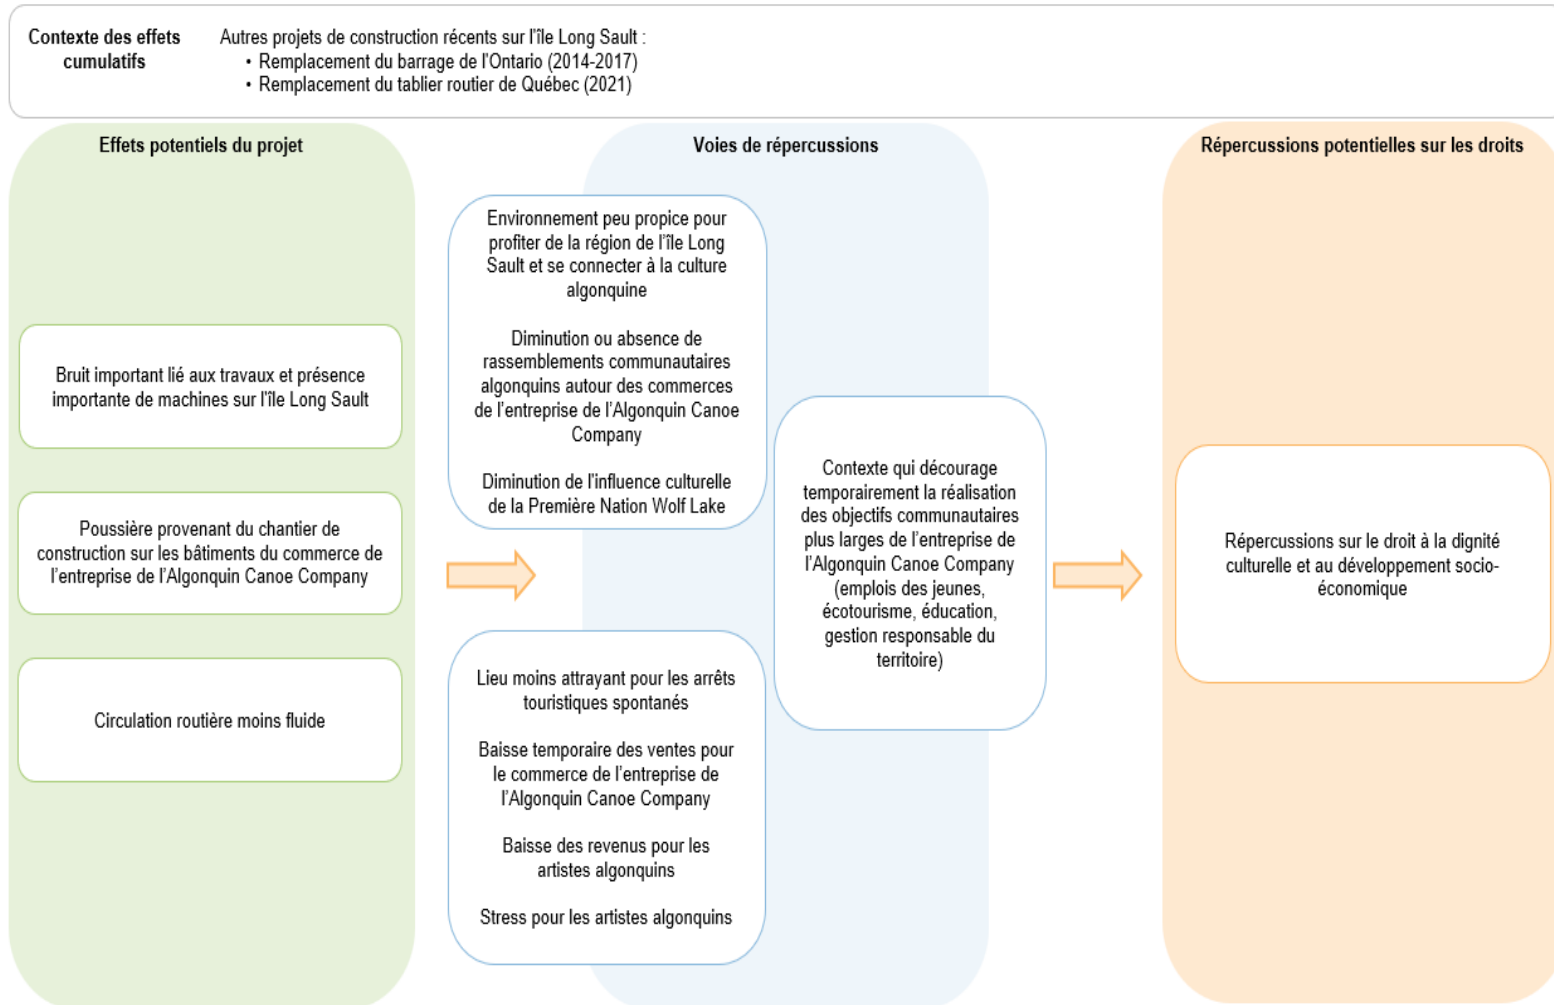 Contexte des effets
cumulatifs
Autres projets de construction récents sur l'île Long Sault :
• Remplacement du barrage de l'Ontario (2014-2017)
• Remplacement du tablier routier de Québec (2021)
Effets potentiels du projet
Bruit important lié aux travaux et présence
importante de machines sur l'île Long Sault
Poussière provenant du chantier de
construction sur les bâtiments du commerce de
l'entreprise de l'Algonquin Canoe Company
Circulation routière moins fluide
Voies de répercussions
Environnement peu propice pour
profiter de la région de l'île Long
Sault et se connecter à la culture
algonquine
Diminution ou absence de
rassemblements communautaires
algonquins autour des commerces
de l'entreprise de l'Algonquin Canoe
Company
Diminution de l'influence culturelle
de la Première Nation Wolf Lake
Lieu moins attrayant pour les arrêts
touristiques spontanés
Baisse temporaire des ventes pour
le commerce de l'entreprise de
l'Algonquin Canoe Company
Baisse des revenus pour les
artistes algonquins
Stress pour les artistes algonquins
Contexte qui décourage
temporairement la réalisation
des objectifs communautaires
plus larges de l'entreprise de
l'Algonquin Canoe Company
(emplois des jeunes,
écotourisme, éducation,
gestion responsable du
territoire)
Répercussions potentielles sur les droits
Répercussions sur le droit à la dignité
culturelle et au développement socio-
économique